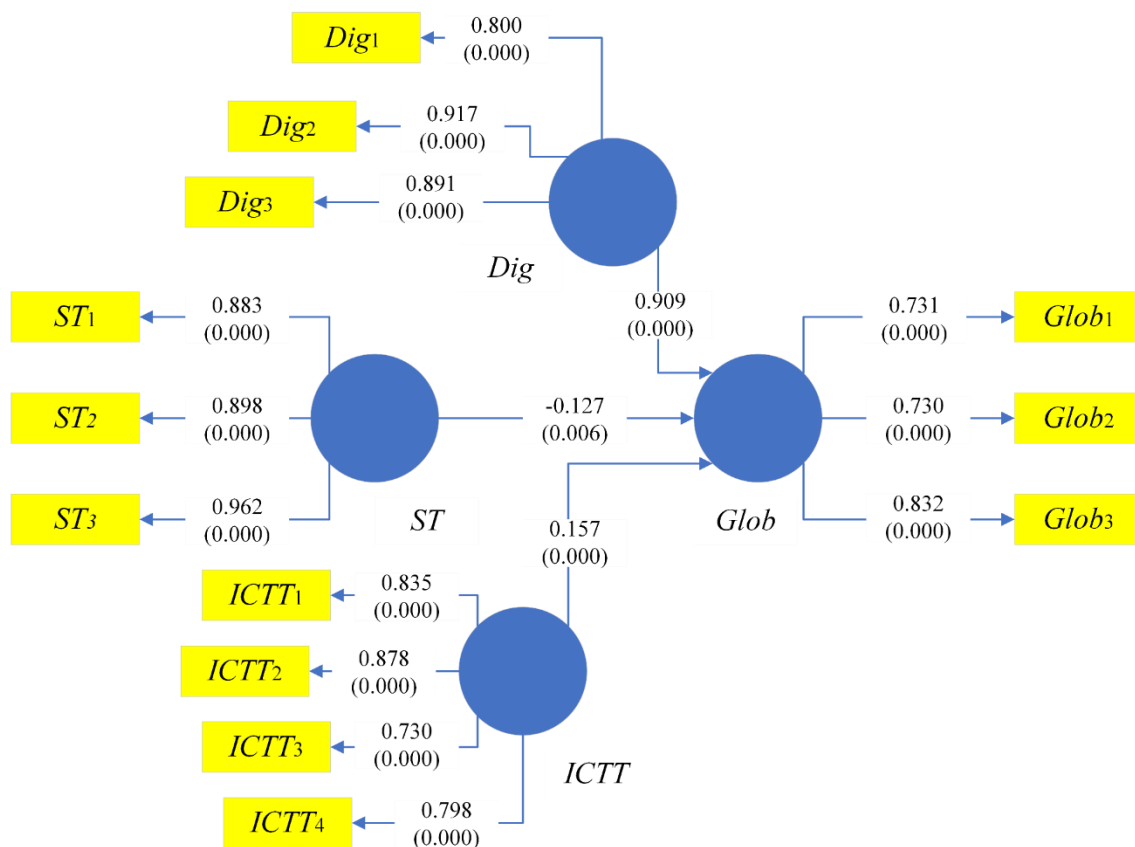 Dig1
0.800
(0.000)
Dig2
0.917
(0.000)
Dig3
0.891
(0.000)
Dig
0.909
(0.000)
ST1
0.883
(0.000)
ST2
0.898
(0.000)
ST3
0.962
(0.000)
ST
-0.127
(0.006)
Glob
0.731
(0.000)
Glob1
0.730
(0.000)
Glob2
0.832
(0.000)
Glob3
0.157
(0.000)
ICTT1
0.835
(0.000)
ICTT2
0.878
(0.000)
ICTT3
0.730
(0.000)
ICTT
ICTT4
0.798
(0.000)